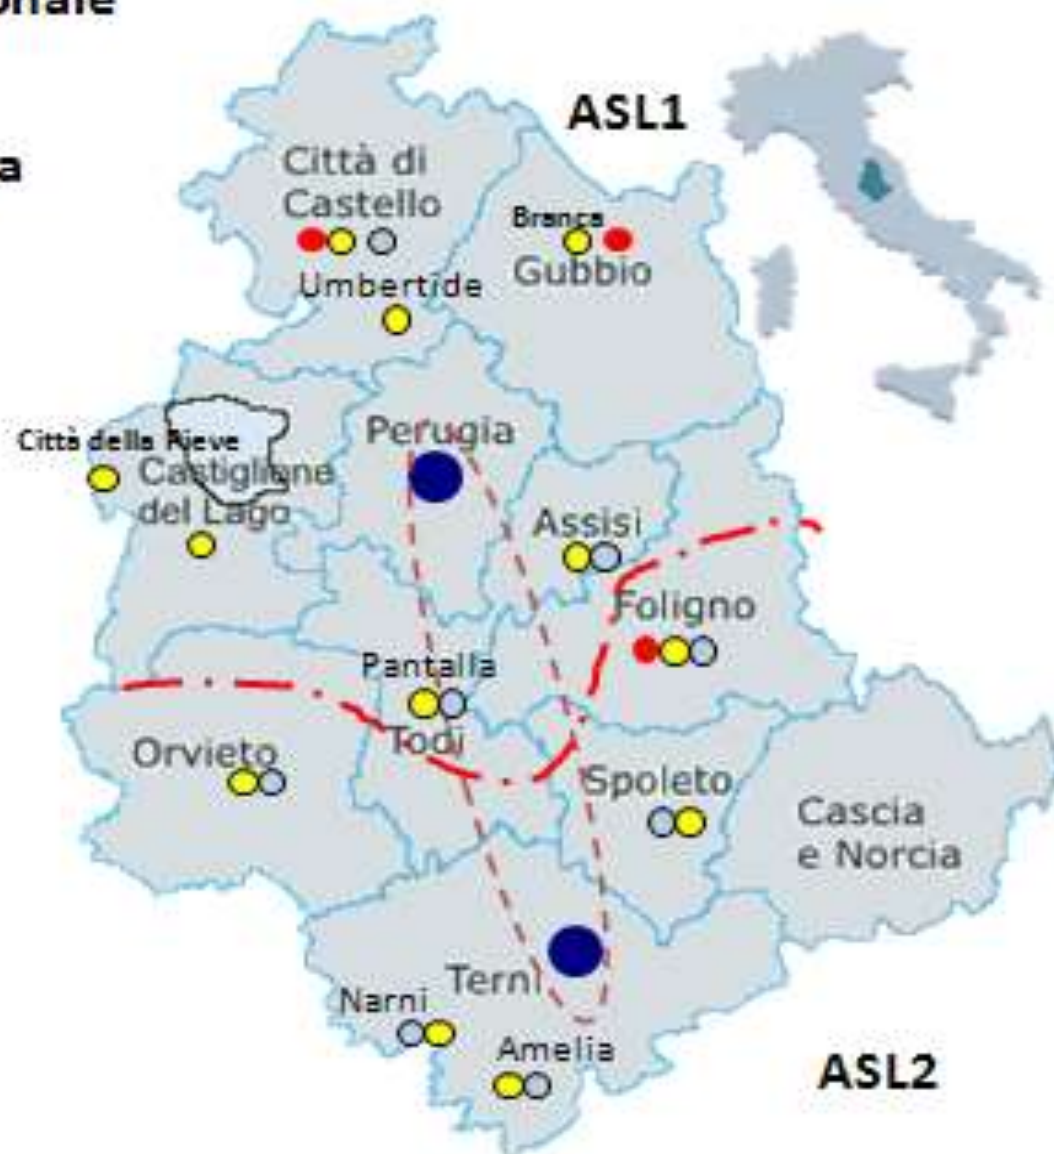 ASL1
Città di
Castello
Branca
Gubbio
Umbertide
Perugia
Città della Pieve
Castiglione
del Lago
Assisi
Foligno
Pantalla
Todi
Orvieto
Spoleto
Cascia
e Norcia
Terni
Narni
Amelia
ASL2